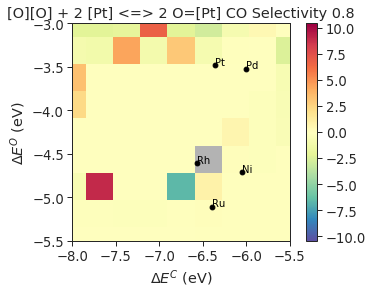 [O][O] + 2 [Pt] <=> 2 O=[Pt] CO Selectivity 0.8
−3.0
−3.5
−4.0
−4.5
−5.0
−5.5
−8.0 −7.5 −7.0 −6.5 −6.0 −5.5
ΔE^O (eV)
ΔE^C (eV)
Pt
Pd
Rh
Ni
Ru
10.0
7.5
5.0
2.5
0.0
−2.5
−5.0
−7.5
−10.0